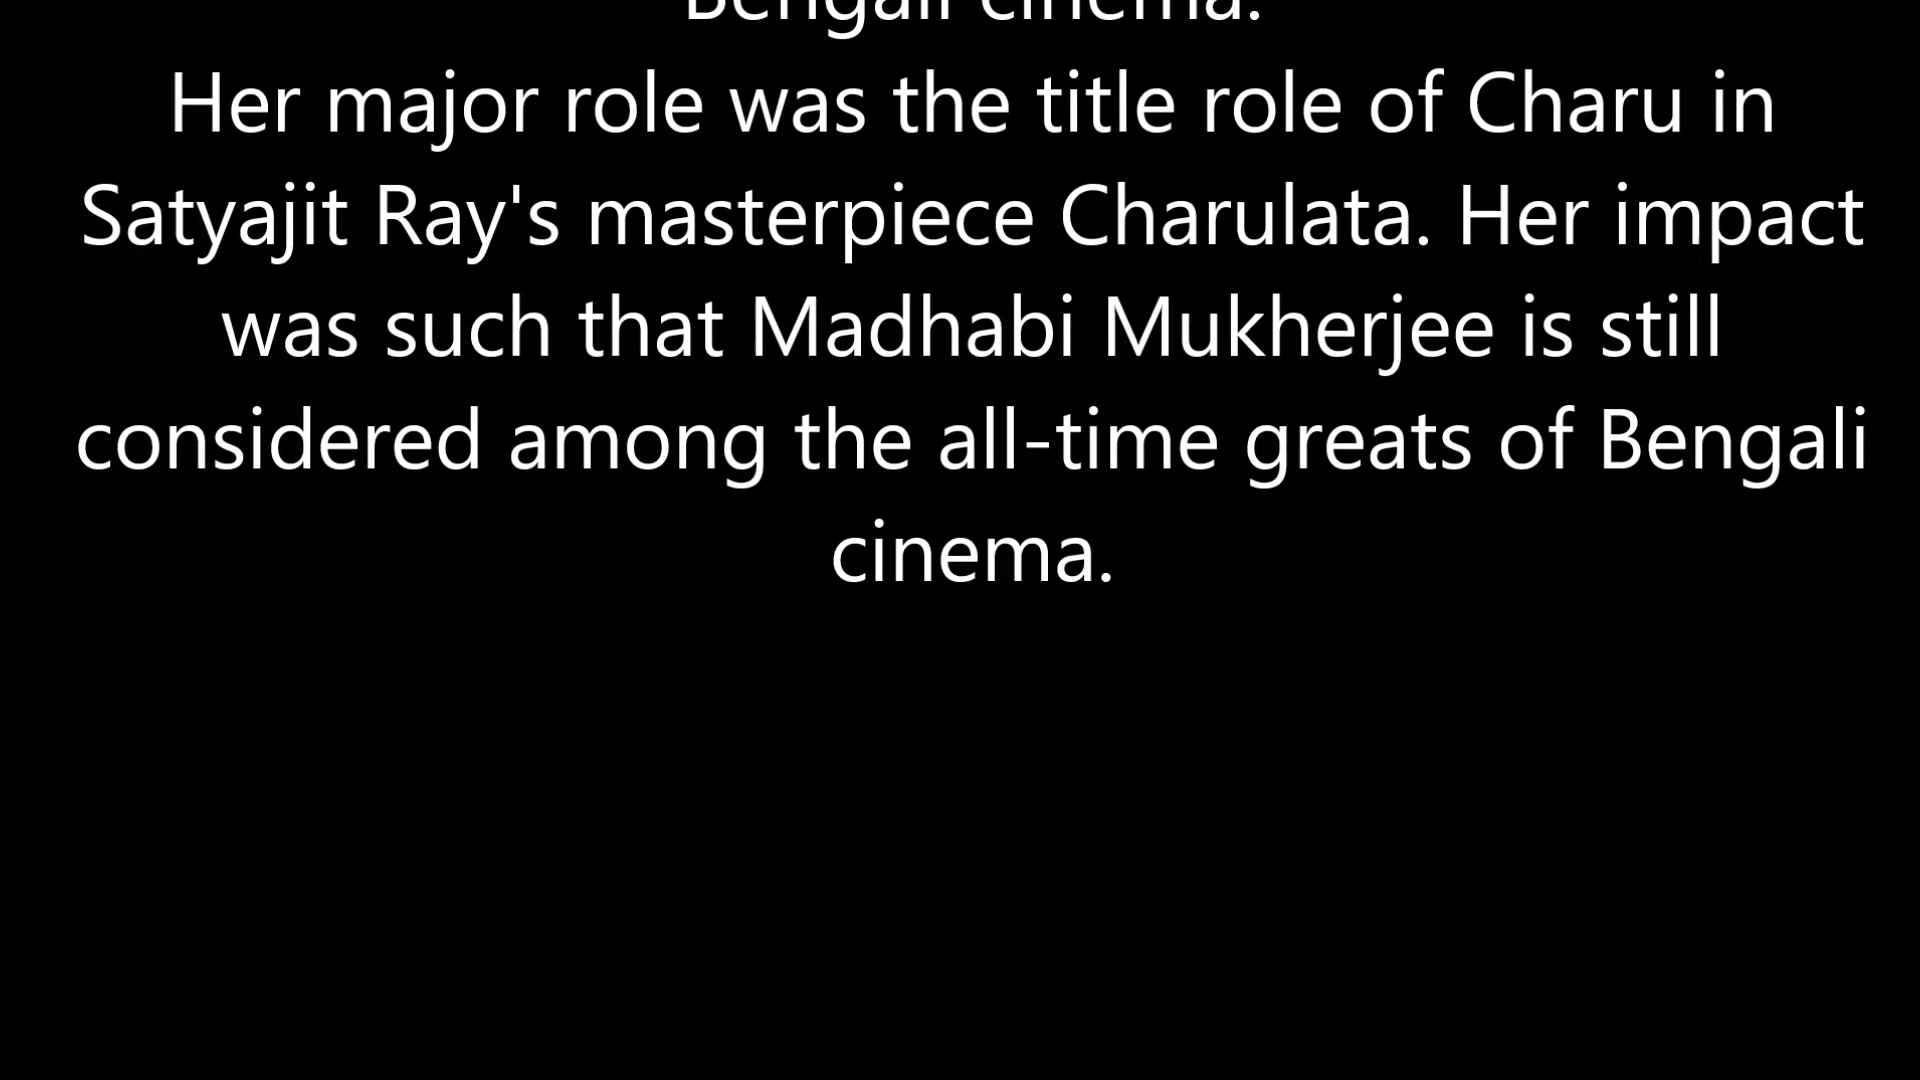 Bengali cinema.
Her major role was the title role of Charu in
Satyajit Ray's masterpiece Charulata. Her impact
was such that Madhabi Mukherjee is still
considered among the all-time greats of Bengali
cinema.